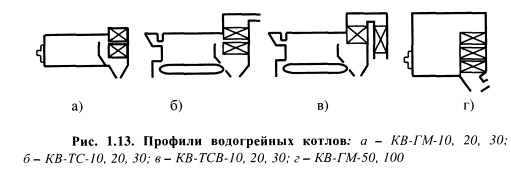 а) б) в) г)
Рис. 1.13. Профили водогрейных котлов: а – КВ-ГМ-10, 20, 30;
б – КВ-ТС-10, 20, 30; в – КВ-ТСВ-10, 20, 30; г – КВ-ГМ-50, 100